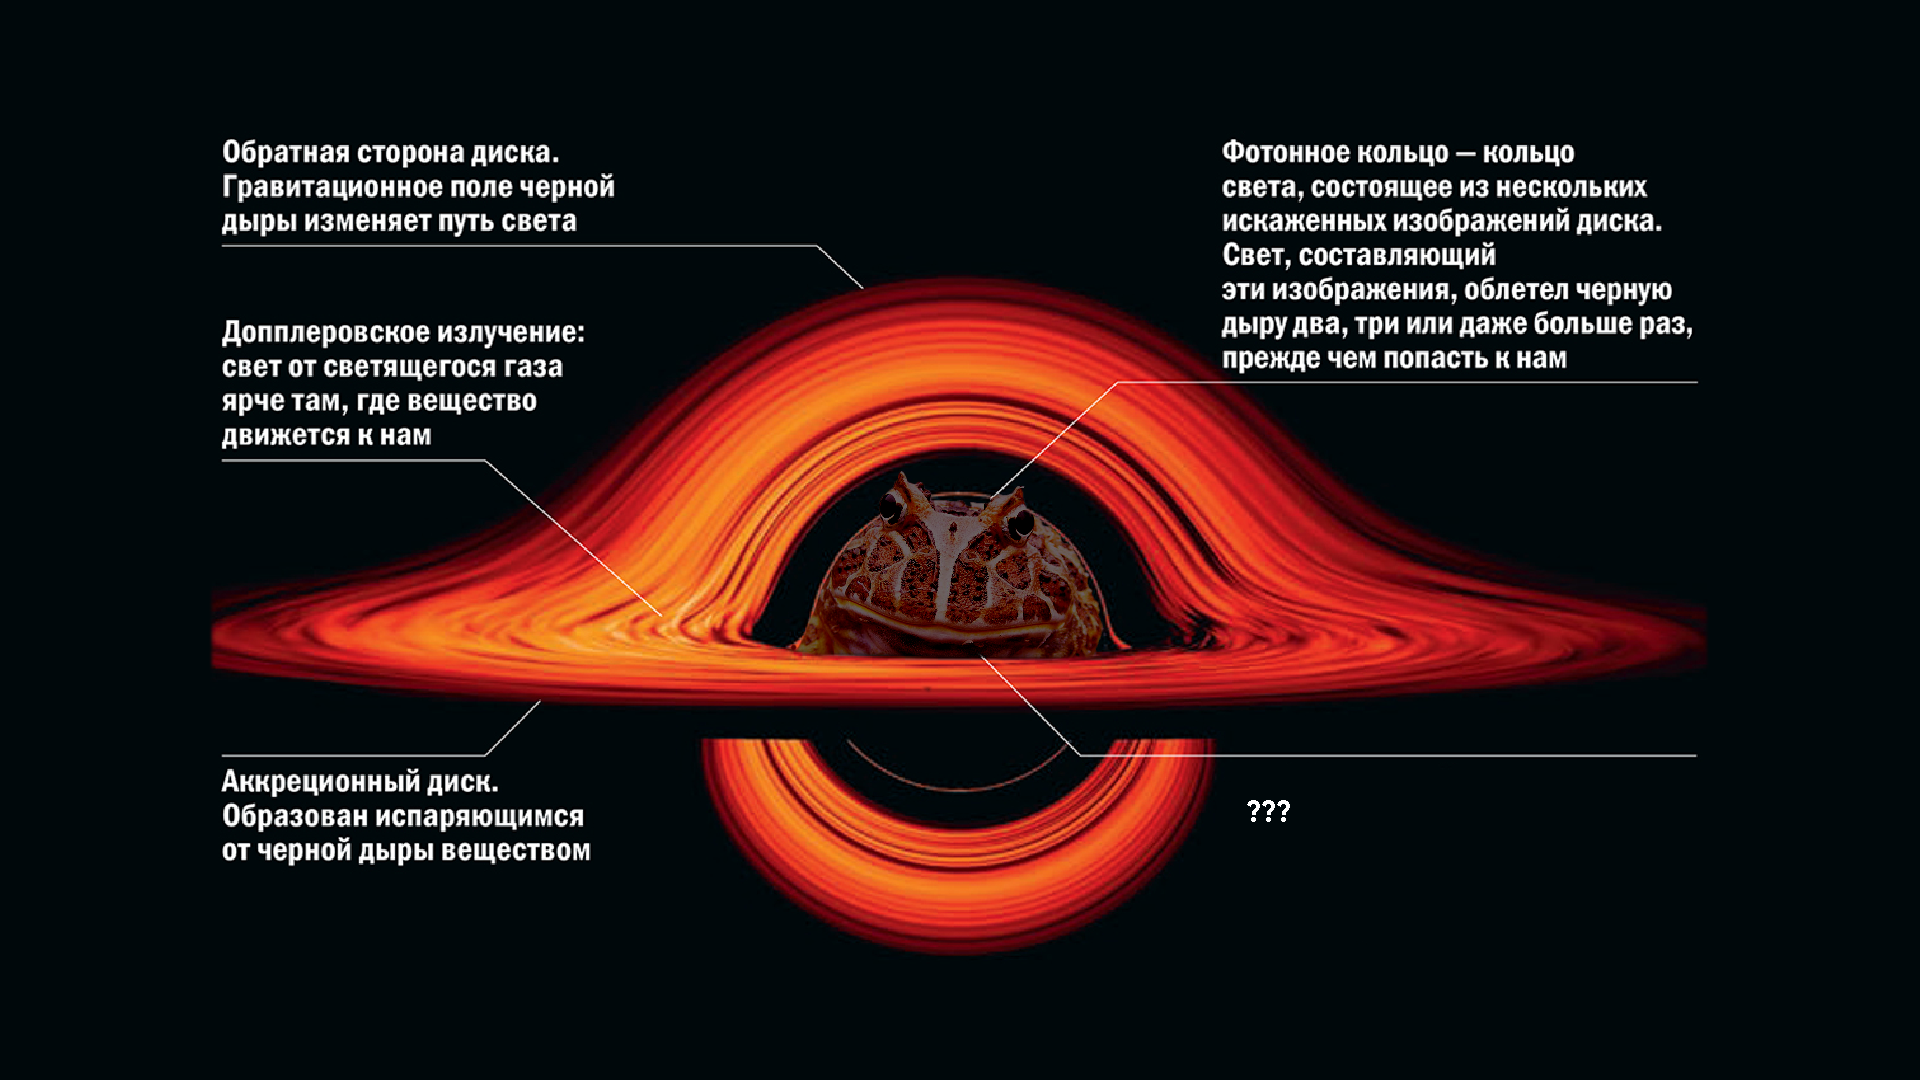 Обратная сторона диска.
Гравитационное поле черной
дыры изменяет путь света
Допплеровское излучение:
свет от светящегося газа
ярче там, где вещество
движется к нам
Аккреционный диск.
Образован испаряющимся
от черной дыры веществом
Фотонное кольцо — кольцо
света, состоящее из нескольких
искаженных изображений диска.
Свет, составляющий
эти изображения, облетел черную
дыру два, три или даже больше раз,
прежде чем попасть к нам
???